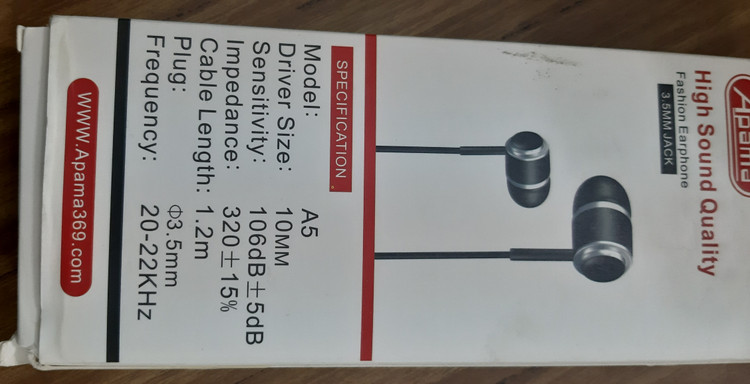 Apama
High Sound Quality
Fashion Earphone
3.5MM JACK
SPECIFICATION
Model: A5
Driver Size: 10MM
Sensitivity: 106dB±5dB
Impedance: 320±15%
Cable Length: 1.2m
Plug: Φ3.5mm
Frequency: 20-22KHz
www.Apama369.com